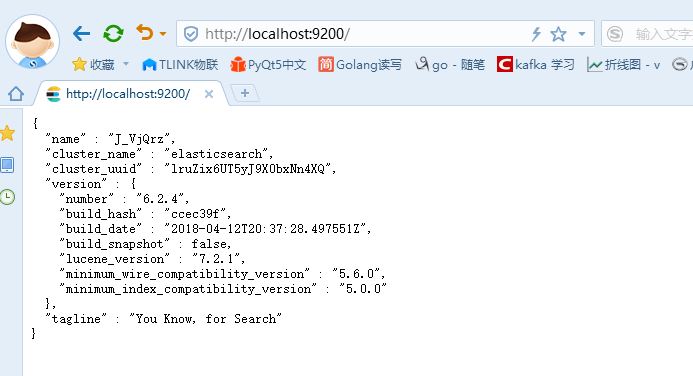 http://localhost:9200/
输入文字
收藏
TLINK物联
PyQt5中文
简 Golang读写
go - 随笔
C kafka 学习
折线图 - v
房
http://localhost:9200/
{
"name" : "J_VjQrz",
"cluster_name" : "elasticsearch",
"cluster_uuid" : "lruZix6UT5yJ9X0bxNn4XQ",
"version" : {
"number" : "6.2.4",
"build_hash" : "ccec39f",
"build_date" : "2018-04-12T20:37:28.497551Z",
"build_snapshot" : false,
"lucene_version" : "7.2.1",
"minimum_wire_compatibility_version" : "5.6.0",
"minimum_index_compatibility_version" : "5.0.0"
},
"tagline" : "You Know, for Search"
}